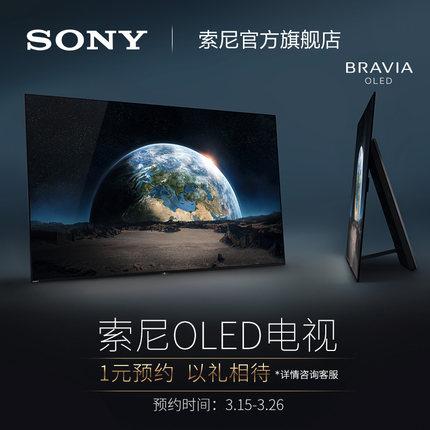 SONY
索尼官方旗舰店
BRAVIA
OLED
索尼OLED电视
1元预约 以礼相待 *详情咨询客服
预约时间：3.15-3.26